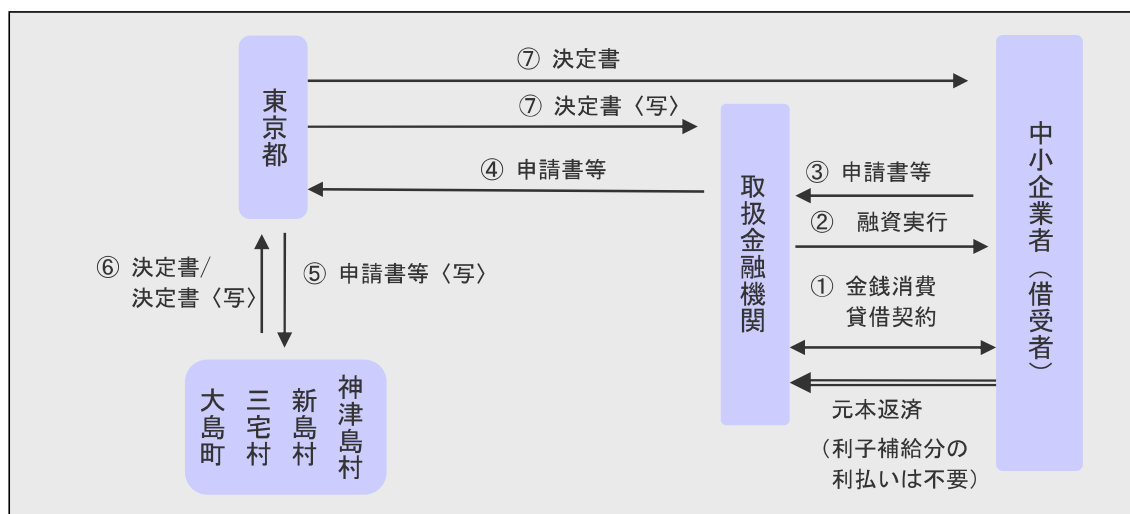 ⑦ 決定書
⑦ 決定書〈写〉
東京都
④ 申請書等
取扱金融機関
③ 申請書等
② 融資実行
① 金銭消費
貸借契約
中小企業者（借受者）
⑥ 決定書/
決定書〈写〉
⑤ 申請書等〈写〉
大島町
三宅村
新島村
神津島村
元本返済
（利子補給分の
利払いは不要）